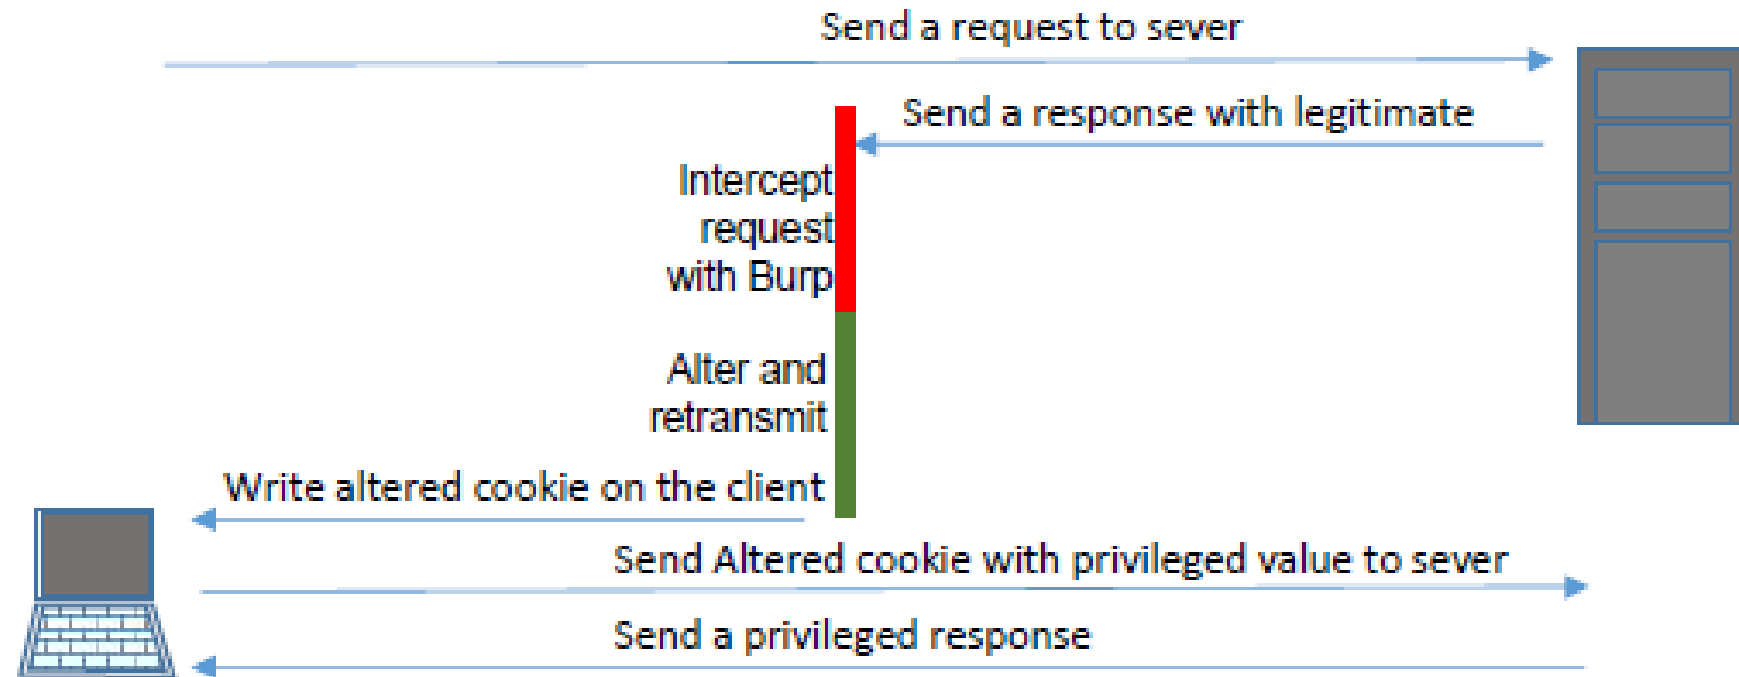 Send a request to sever
Send a response with legitimate
Intercept
request
with Burp
Alter and
retransmit
Write altered cookie on the client
Send Altered cookie with privileged value to sever
Send a privileged response